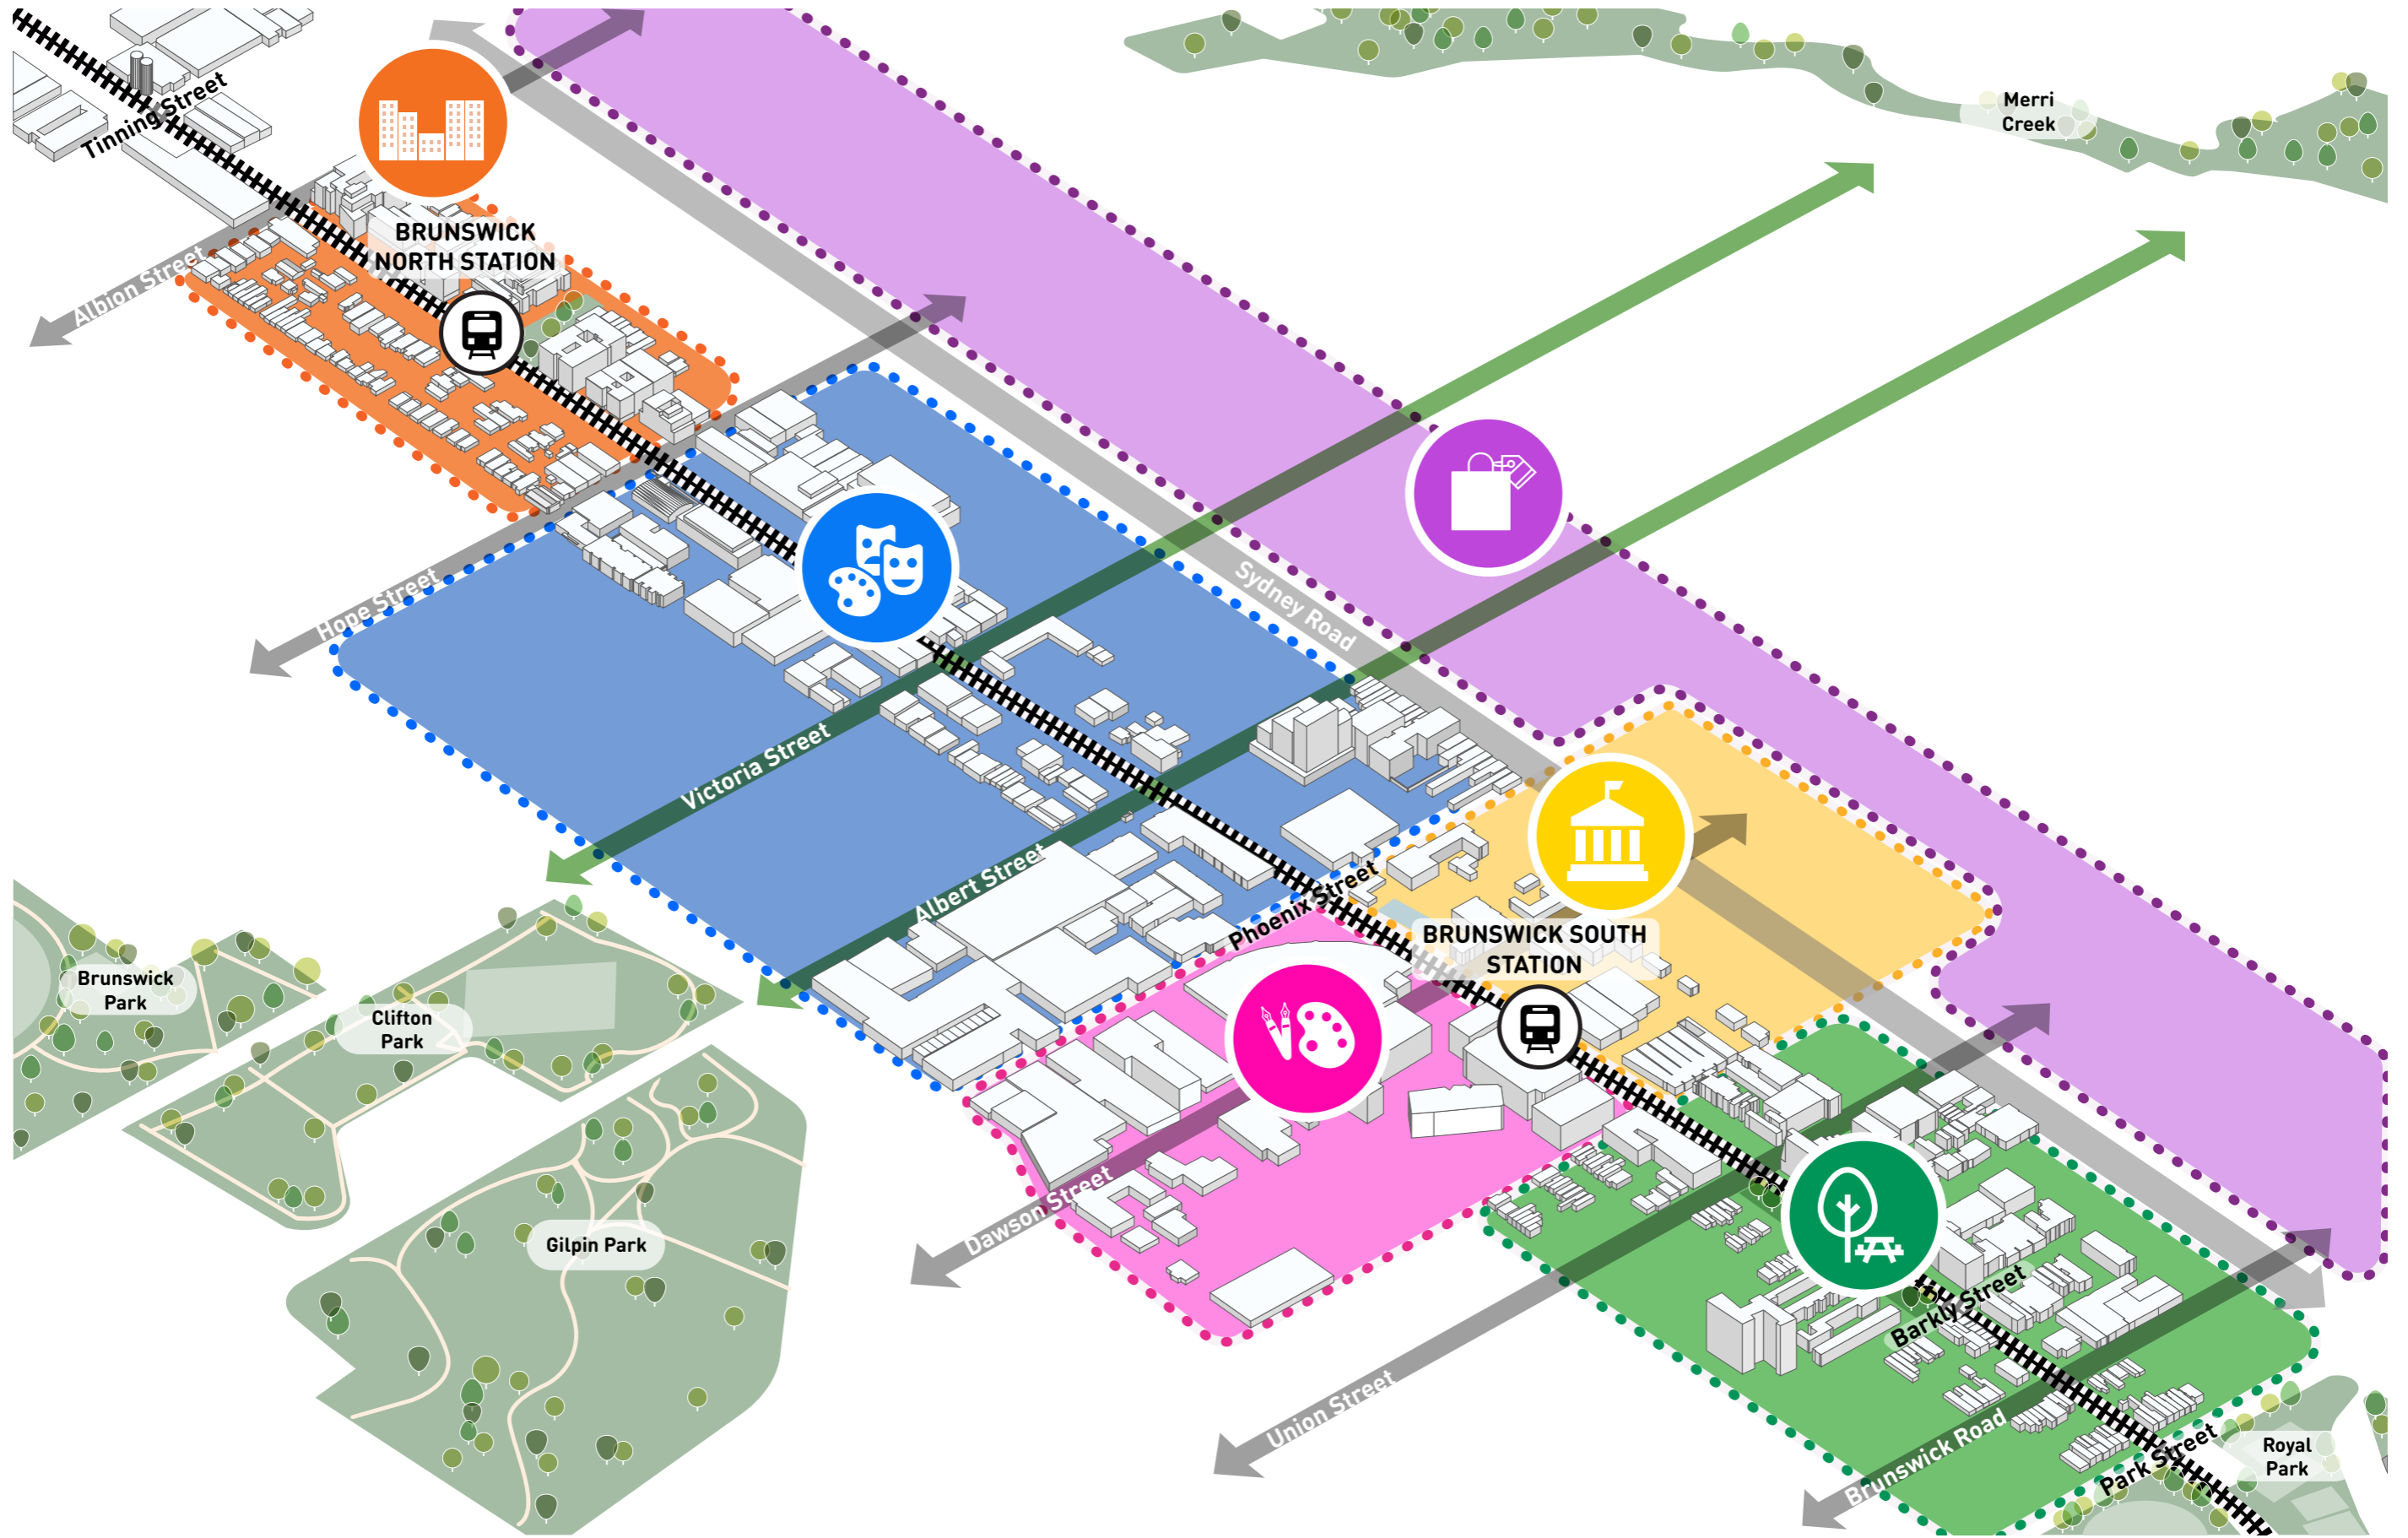 Tinning Street
Merri
Creek
BRUNSWICK
NORTH STATION
Albion Street
Hope Street
Sydney Road
Victoria Street
Albert Street
Phoenix Street
BRUNSWICK SOUTH
STATION
Brunswick
Park
Clifton
Park
Dawson Street
Gilpin Park
Barkly Street
Union Street
Brunswick Road
Park Street
Royal
Park